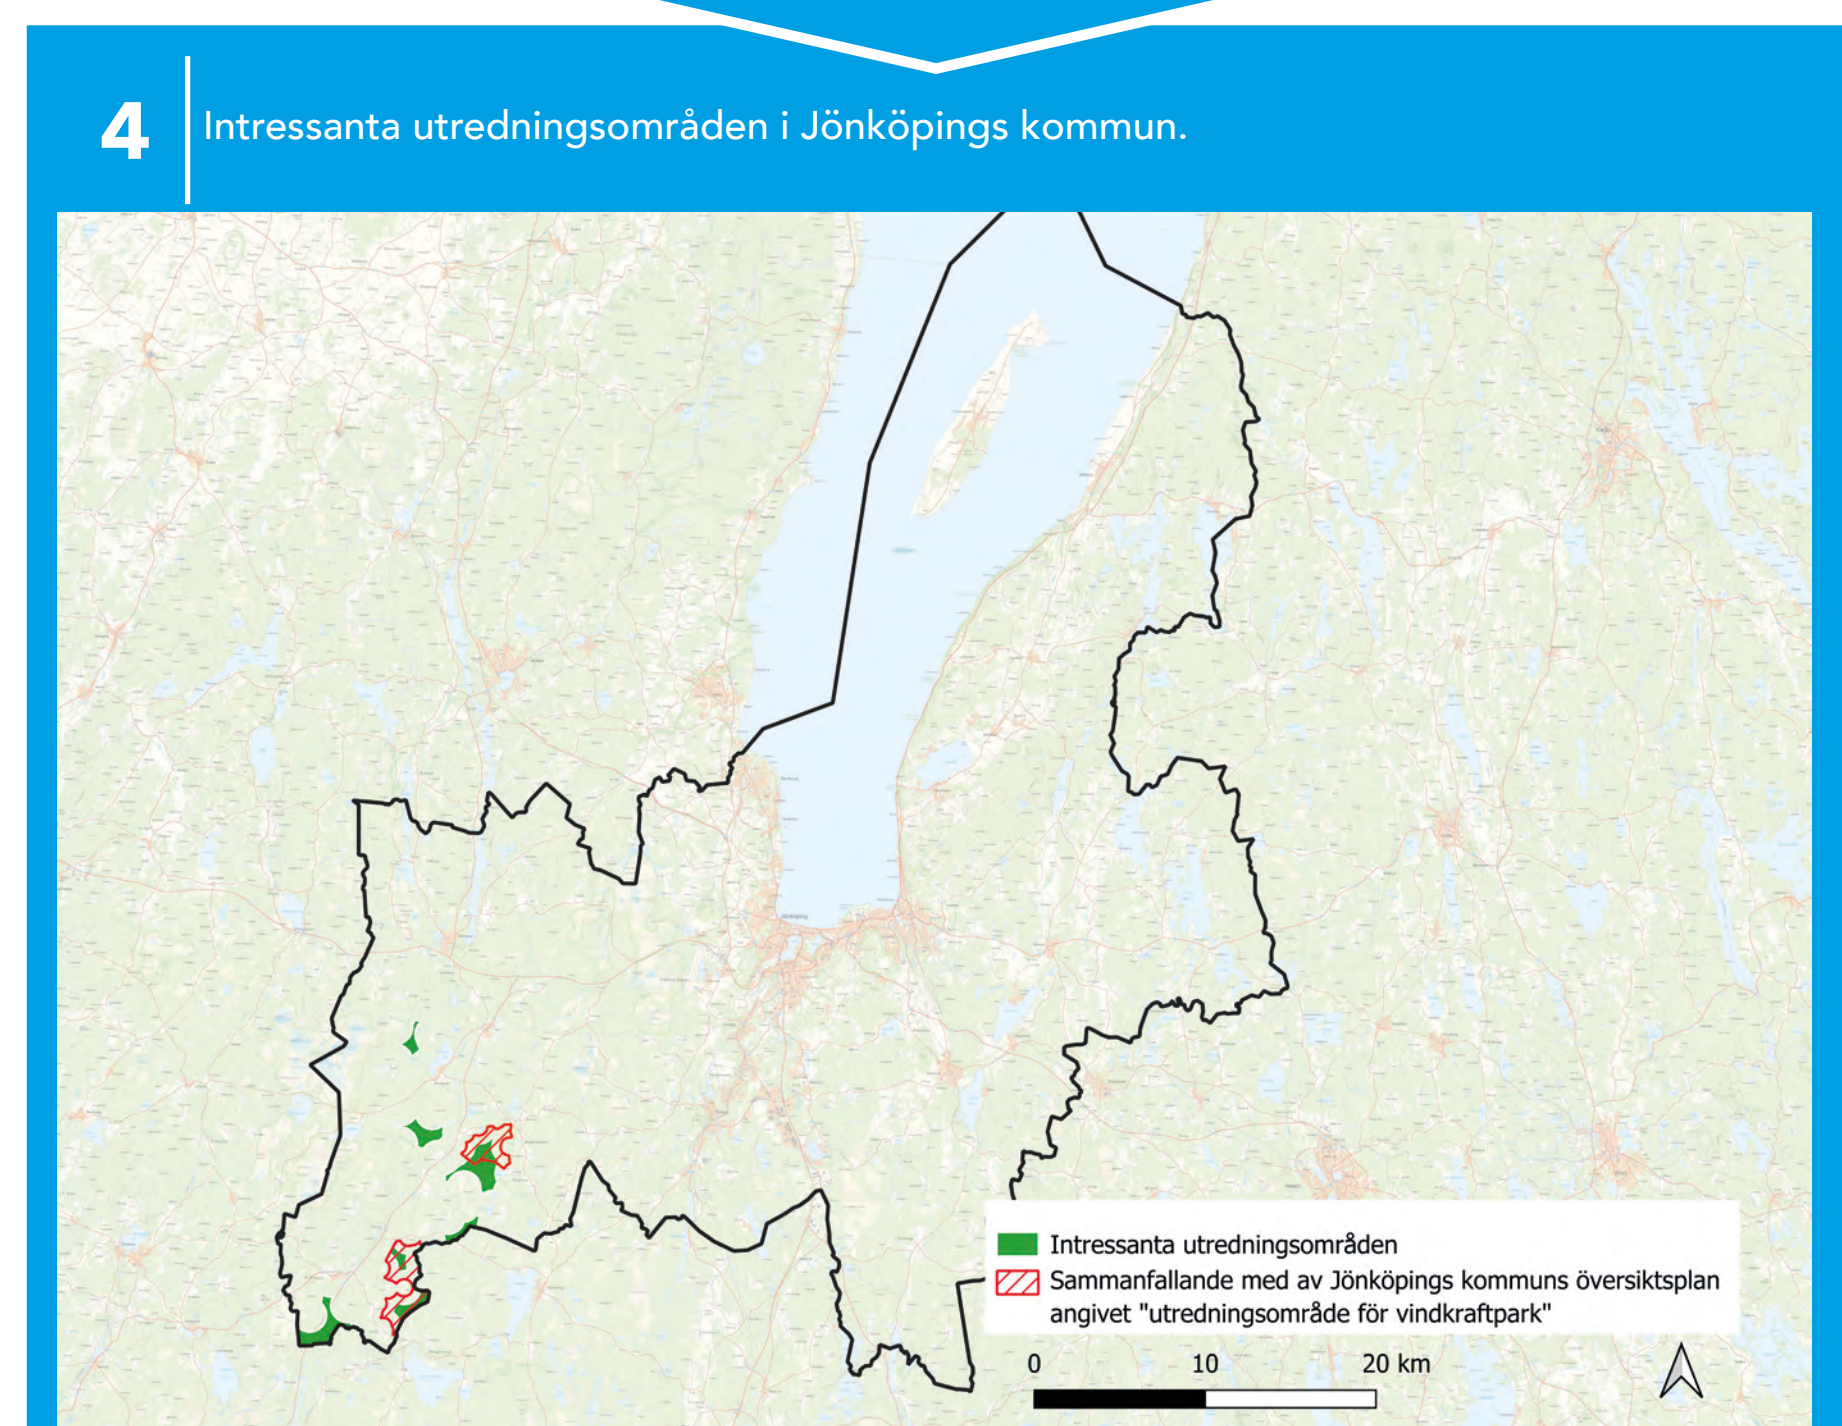 4
Intressanta utredningsområden i Jönköpings kommun.
Jönköping
Intressanta utredningsområden
Sammanfallande med av Jönköpings kommuns översiktsplan
angivet "utredningsområde för vindkraftpark"
0 10 20 km